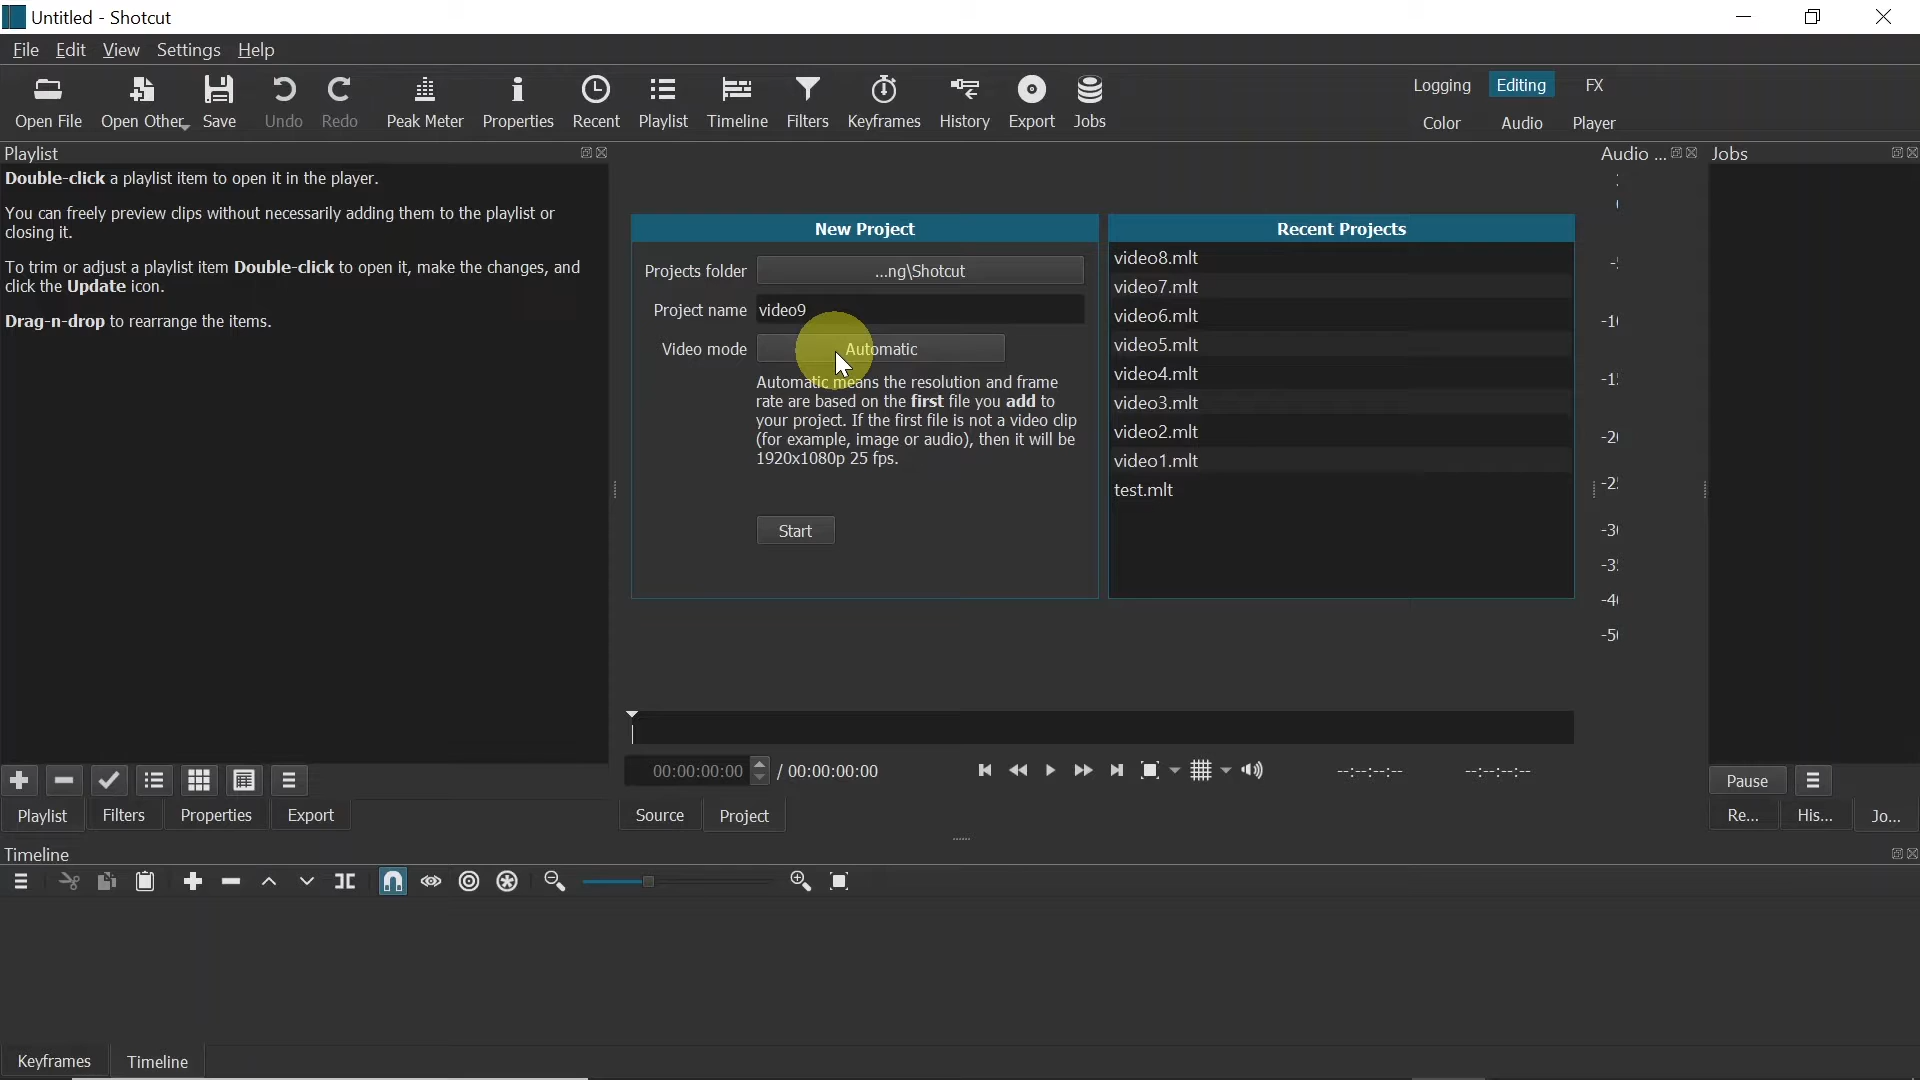 Untitled - Shotcut
File Edit View Settings Help
Open File Open Other Save Undo Redo Peak Meter Properties Recent Playlist Timeline Filters Keyframes History Export Jobs
Logging Editing FX
Color Audio Player
Playlist
Double-click a playlist item to open it in the player.
You can freely preview clips without necessarily adding them to the playlist or
closing it.
To trim or adjust a playlist item Double-click to open it, make the changes, and
click the Update icon.
Drag-n-drop to rearrange the items.
New Project
Projects folder ...ng\Shotcut
Project name video9
Video mode Automatic
Automatic means the resolution and frame
rate are based on the first file you add to
your project. If the first file is not a video clip
(for example, image or audio), then it will be
1920x1080p 25 fps.
Start
Recent Projects
video8.mlt
video7.mlt
video6.mlt
video5.mlt
video4.mlt
video3.mlt
video2.mlt
video1.mlt
test.mlt
Audio ...
Jobs
00:00:00:00 / 00:00:00:00
--:--:--:-- --:--:--:--
Pause
Playlist Filters Properties Export
Source Project
Re... His... Jo...
Timeline
Keyframes Timeline